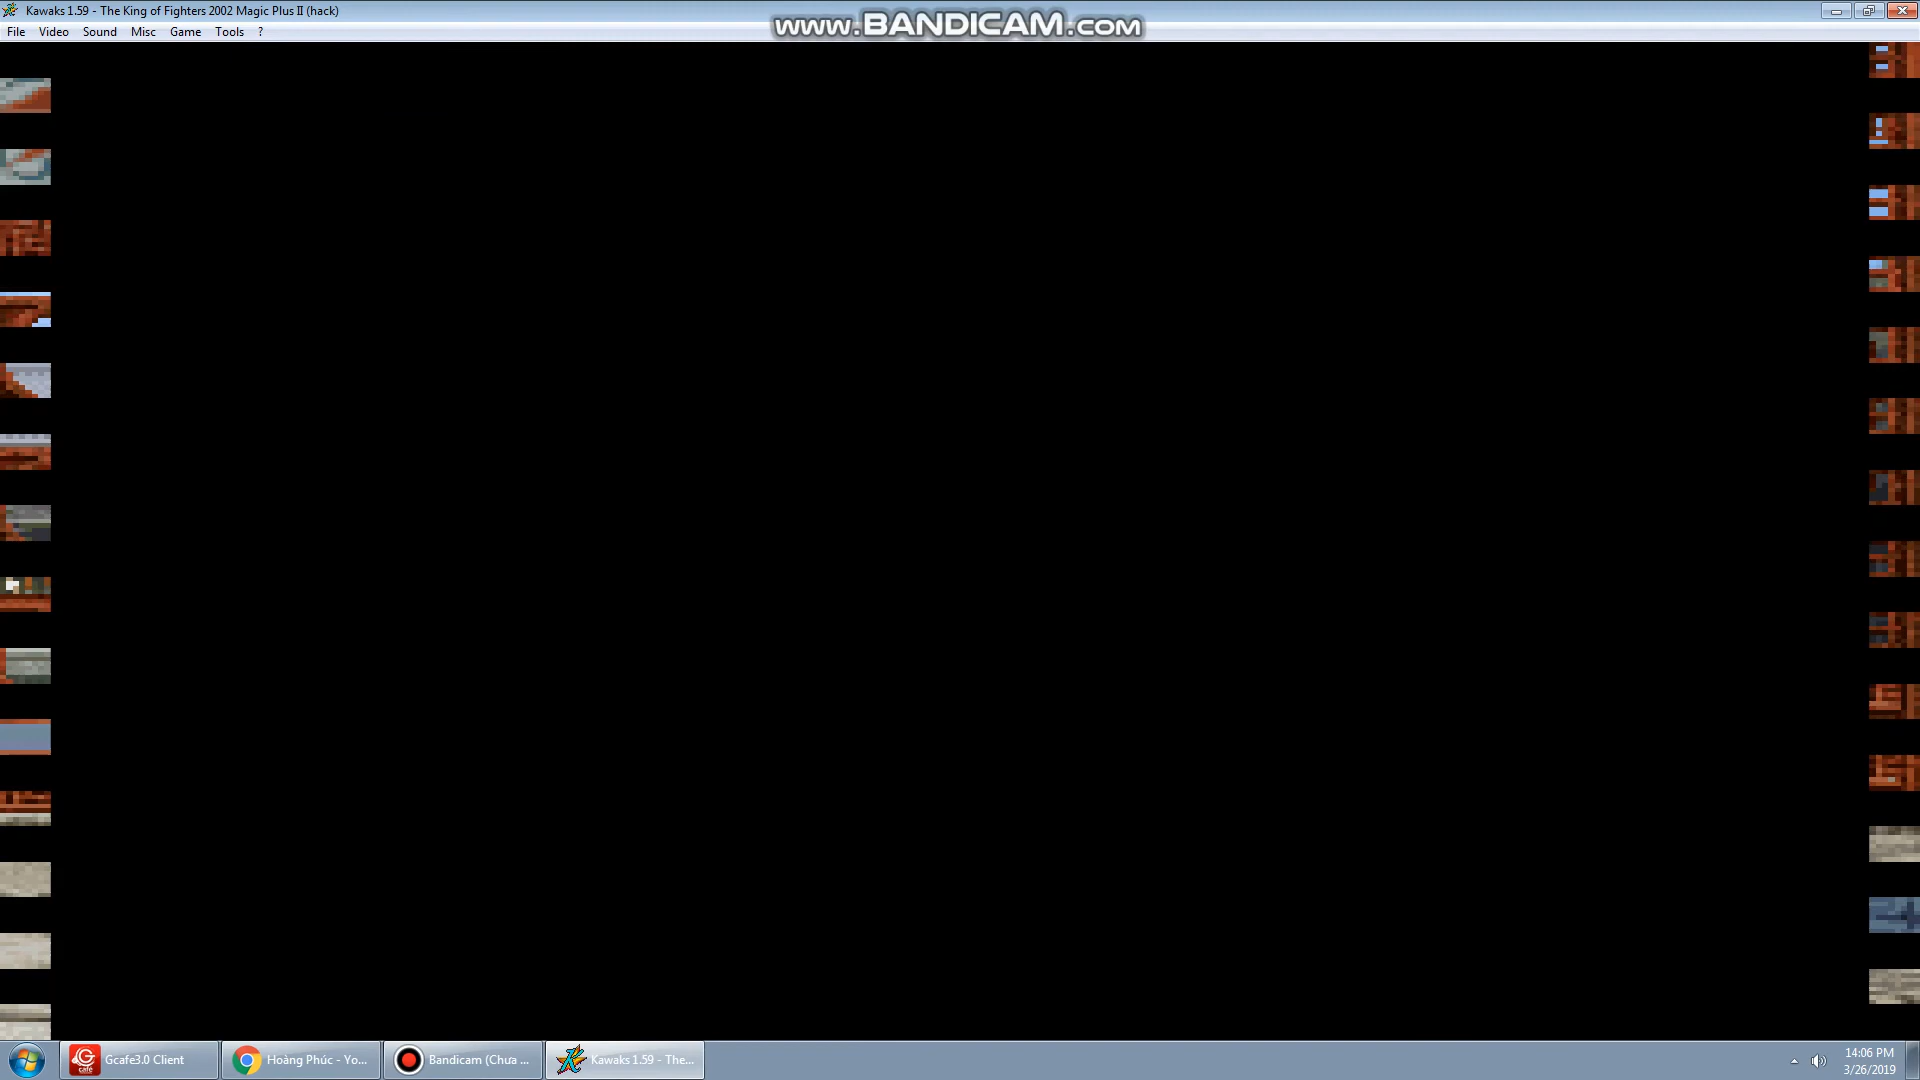 Kawaks 1.59 - The King of Fighters 2002 Magic Plus II (hack)
www.BANDICAM.com
File Video Sound Misc Game Tools ?
Gcafe3.0 Client
Hoàng Phúc - Yo...
Bandicam (Chưa ...
Kawaks 1.59 - The...
14:06 PM
3/26/2019